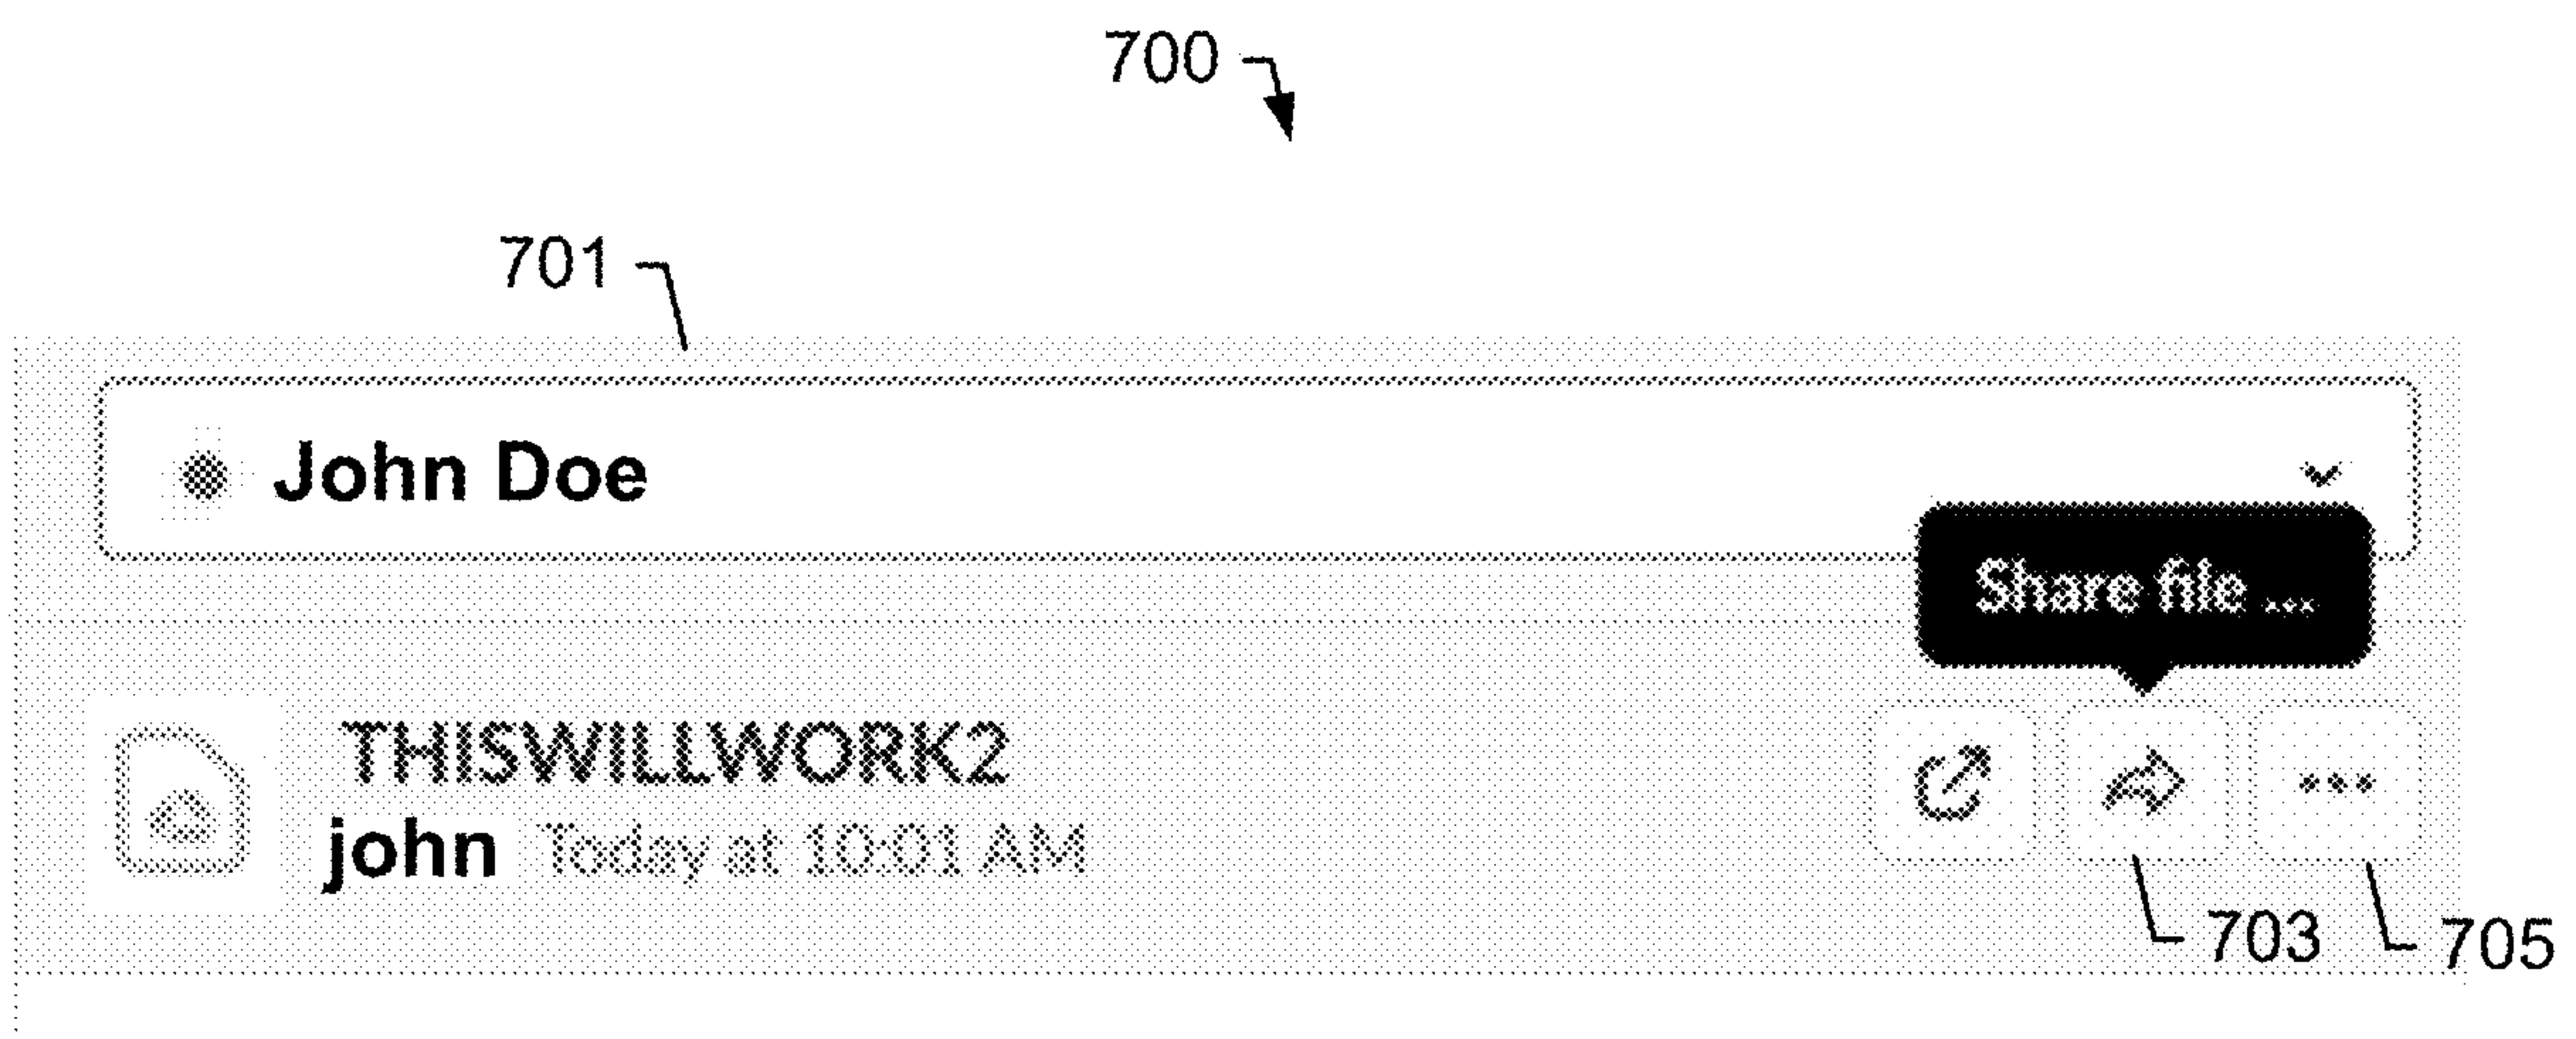 700
701
John Doe
Share file ...
THISWILLWORK2
john Today at 10:01 AM
703
705